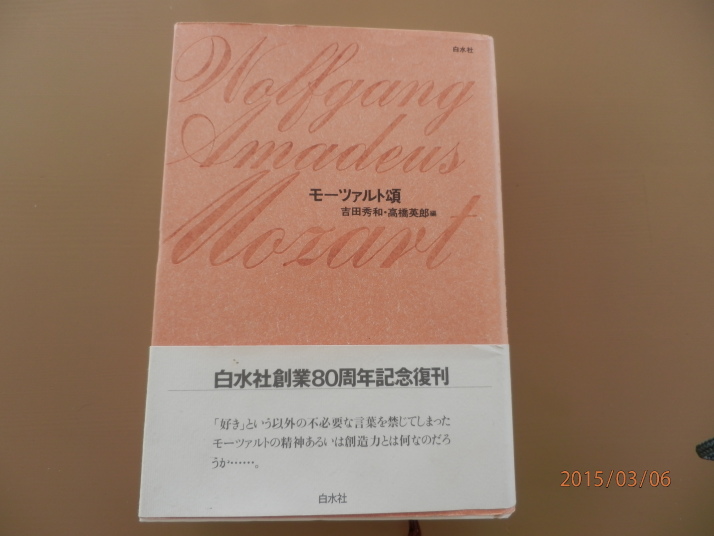 白水社
Wolfgang
Amadeus
Mozart
モーツァルト頌
吉田秀和・高橋英郎編
白水社創業80周年記念復刊
「好き」という以外の不必要な言葉を禁じてしまった
モーツァルトの精神あるいは創造力とは何なのだろ
うか……。
白水社
2015/03/06